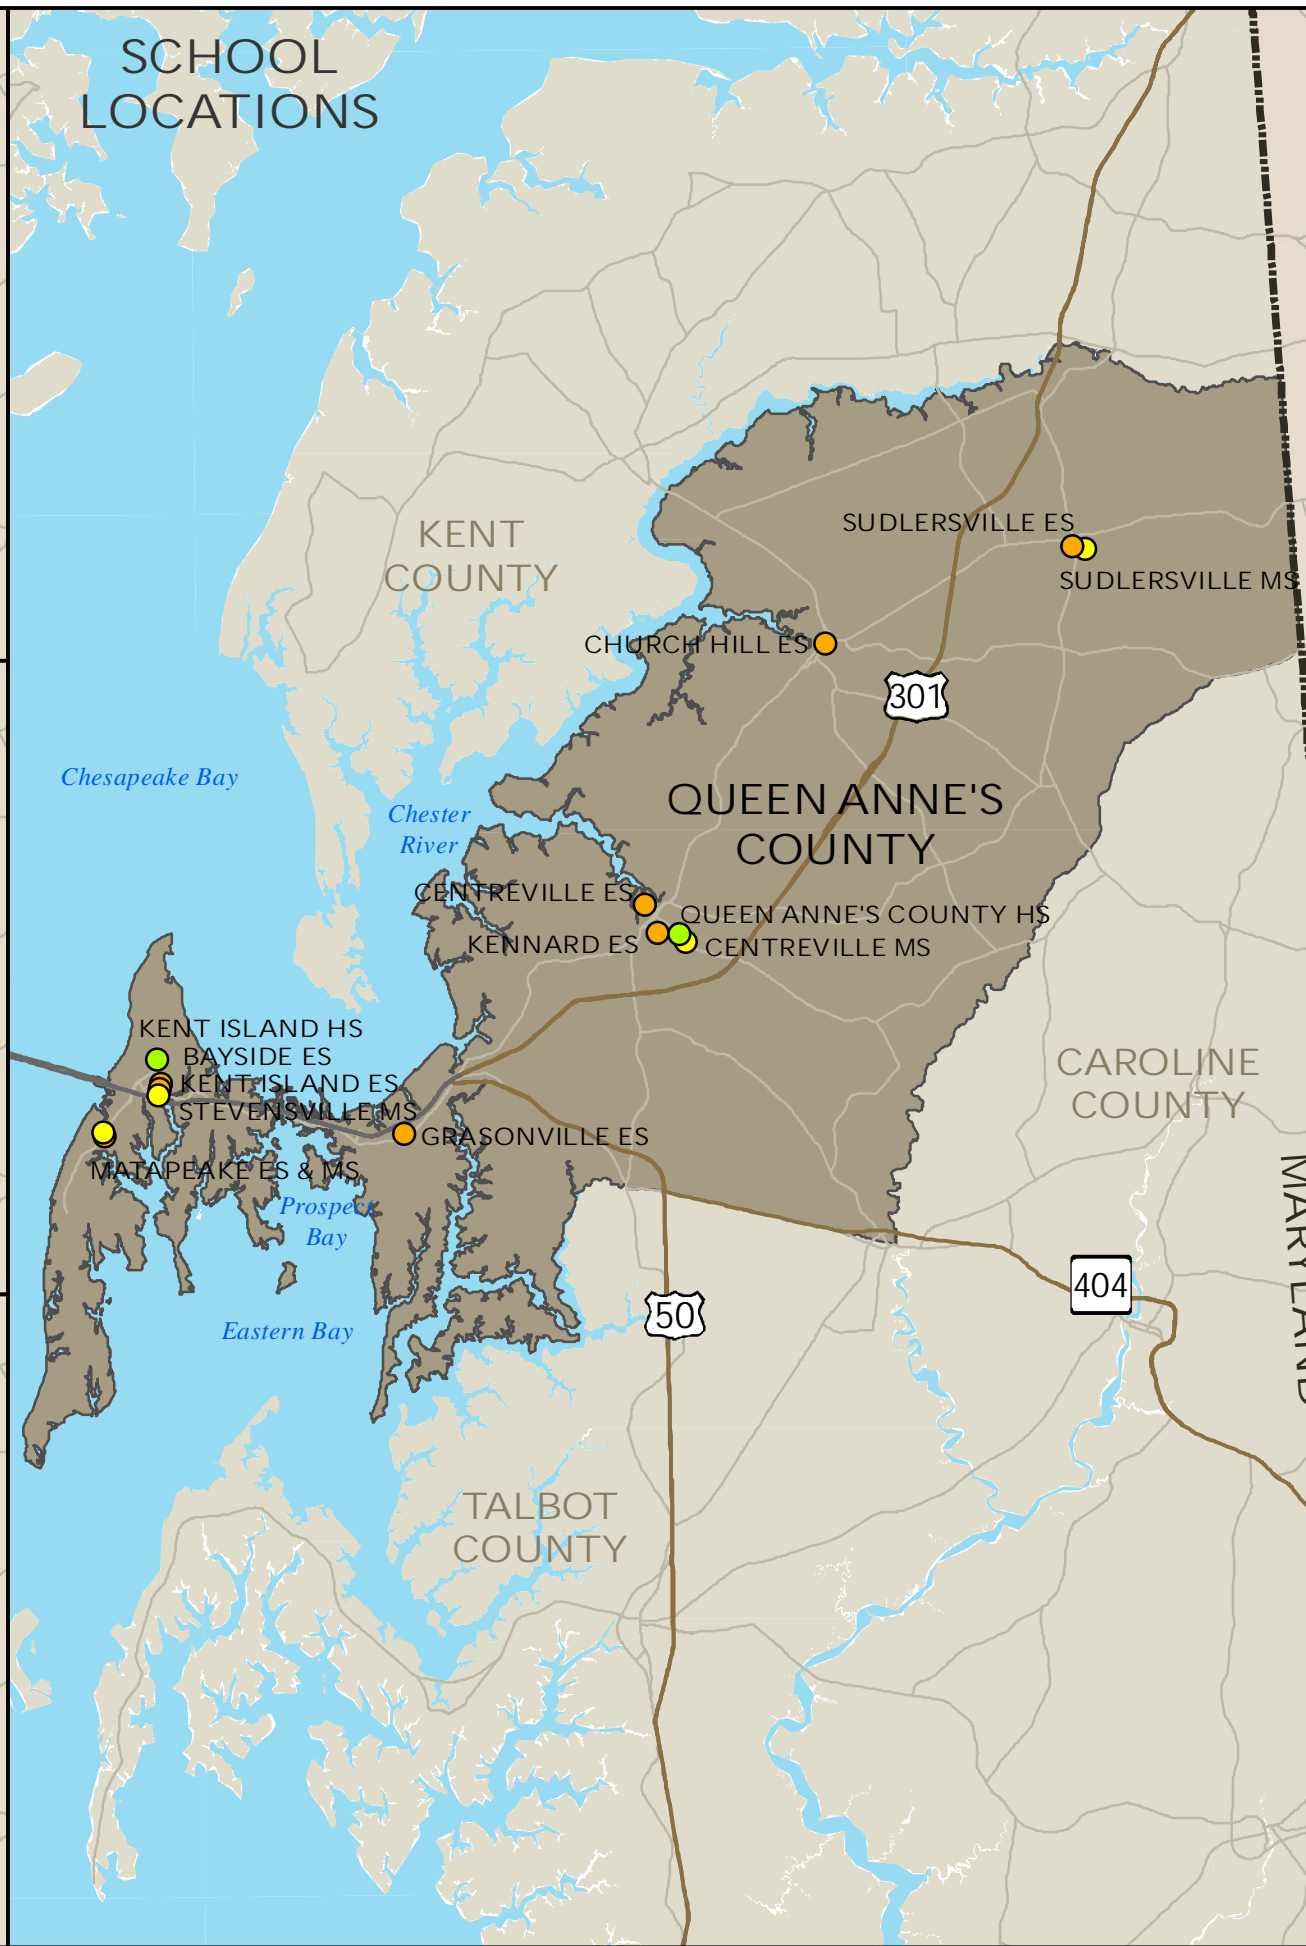 SCHOOL
LOCATIONS
KENT
COUNTY
SUDLERSVILLE ES
SUDLERSVILLE MS
CHURCH HILL ES
301
Chesapeake Bay
Chester
River
QUEEN ANNE'S
COUNTY
CENTREVILLE ES
QUEEN ANNE'S COUNTY HS
KENNARD ES
CENTREVILLE MS
KENT ISLAND HS
BAYSIDE ES
KENT ISLAND ES
STEVENSVILLE MS
GRASONVILLE ES
MATAPEAKE ES & MS
Prospect
Bay
Eastern Bay
CAROLINE
COUNTY
MARYLAND
404
50
TALBOT
COUNTY